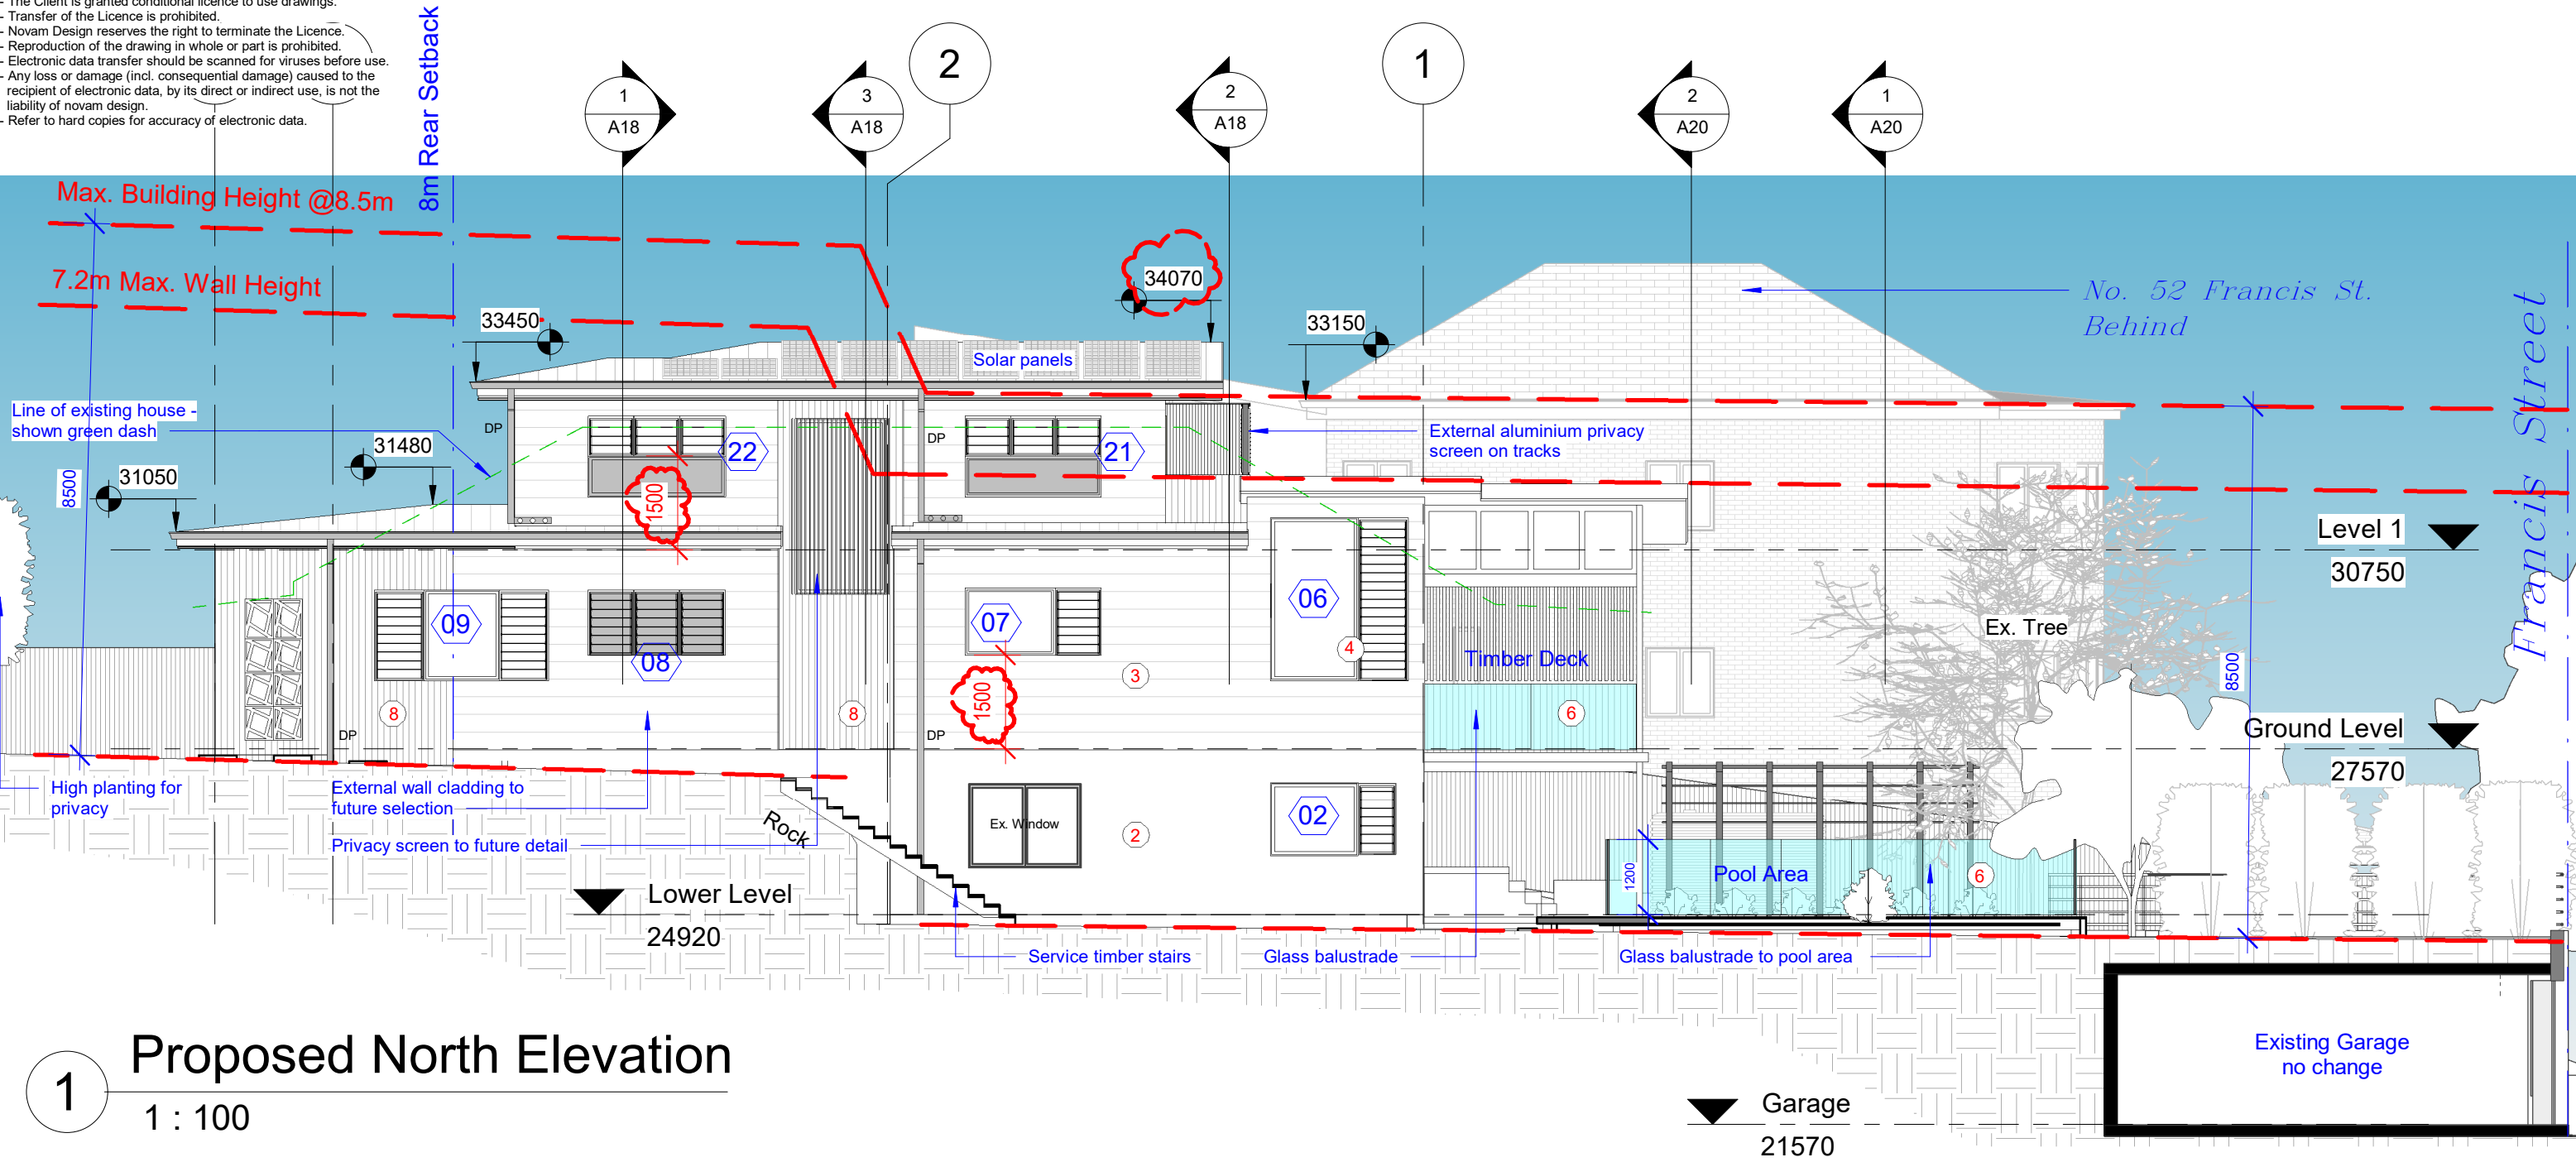 - The Client is granted conditional licence to use drawings.
- Transfer of the Licence is prohibited.
- Novam Design reserves the right to terminate the Licence.
- Reproduction of the drawing in whole or part is prohibited.
- Electronic data transfer should be scanned for viruses before use.
- Any loss or damage (incl. consequential damage) caused to the
recipient of electronic data, by its direct or indirect use, is not the
liability of novam design.
- Refer to hard copies for accuracy of electronic data.
8m Rear Setback
1
A18
3
A18
2
2
A18
1
2
A20
1
A20
Max. Building Height @8.5m
7.2m Max. Wall Height
34070
33450
33150
No. 52 Francis St.
Behind
Francis Street
Solar panels
Line of existing house -
shown green dash
DP
DP
22
21
External aluminium privacy
screen on tracks
31480
31050
8500
1500
Level 1
30750
09
08
07
06
4
Ex. Tree
Timber Deck
3
8500
1500
8
8
6
DP
DP
Ground Level
27570
High planting for
privacy
External wall cladding to
future selection
Privacy screen to future detail
Rock
Ex. Window
2
02
1200
Pool Area
6
Lower Level
24920
Service timber stairs
Glass balustrade
Glass balustrade to pool area
1
Proposed North Elevation
1 : 100
Existing Garage
no change
Garage
21570